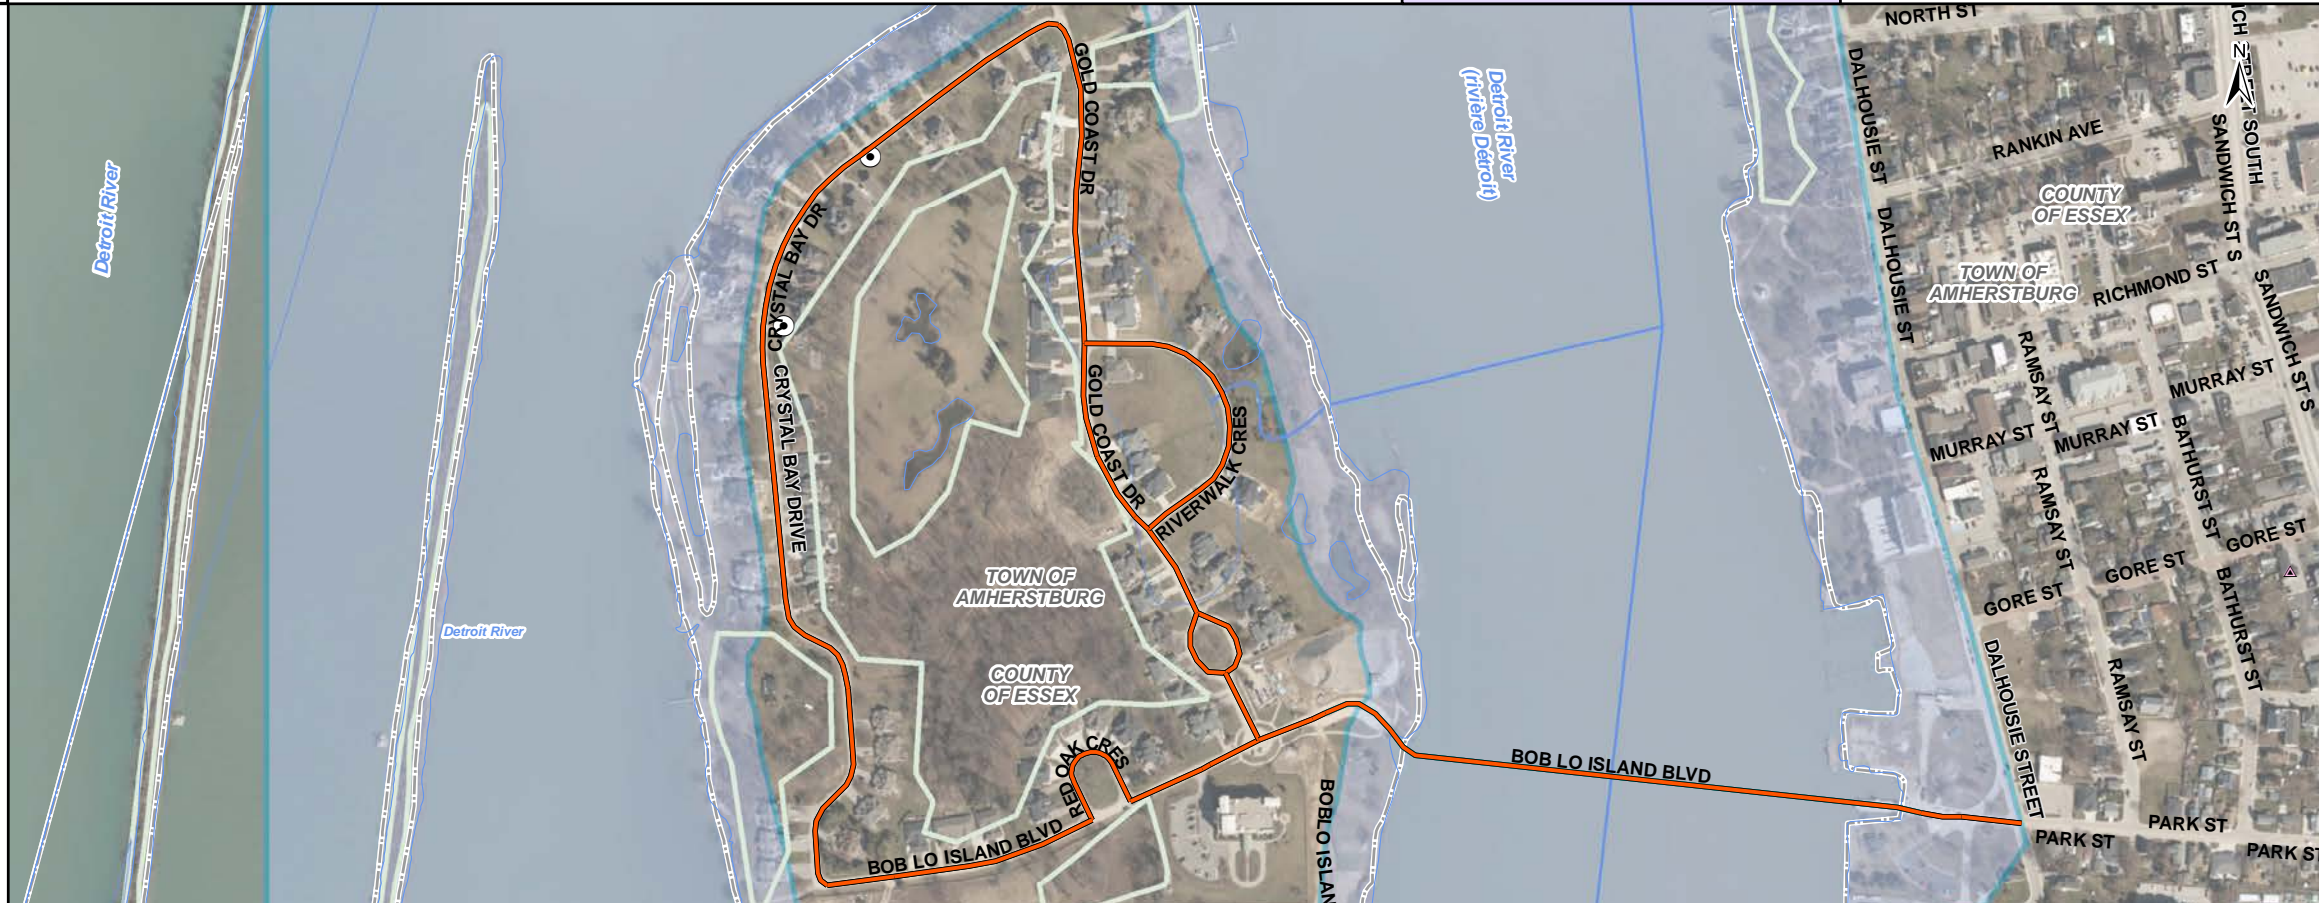 NORTH ST
ICH STREET SOUTH
N
GOLD COAST DR
Detroit River
(rivière Détroit)
DALHOUSIE ST
RANKIN AVE
SANDWICH ST S
Detroit River
COUNTY
OF ESSEX
CRYSTAL BAY DR
DALHOUSIE ST
TOWN OF
AMHERSTBURG
RICHMOND ST
SANDWICH ST S
RAMSAY ST
MURRAY ST
GOLD COAST DR
CRYSTAL BAY DRIVE
RIVERWALK CRES
MURRAY ST
MURRAY ST
BATHURST ST
RAMSAY ST
GORE ST
GORE ST
GORE ST
BATHURST ST
TOWN OF
AMHERSTBURG
Detroit River
COUNTY
OF ESSEX
DALHOUSIE STREET
RAMSAY ST
RED OAK CRES
BOB LO ISLAND BLVD
BOB LO ISLAND BLVD
BOBLO ISLAN
PARK ST
PARK ST
PARK ST